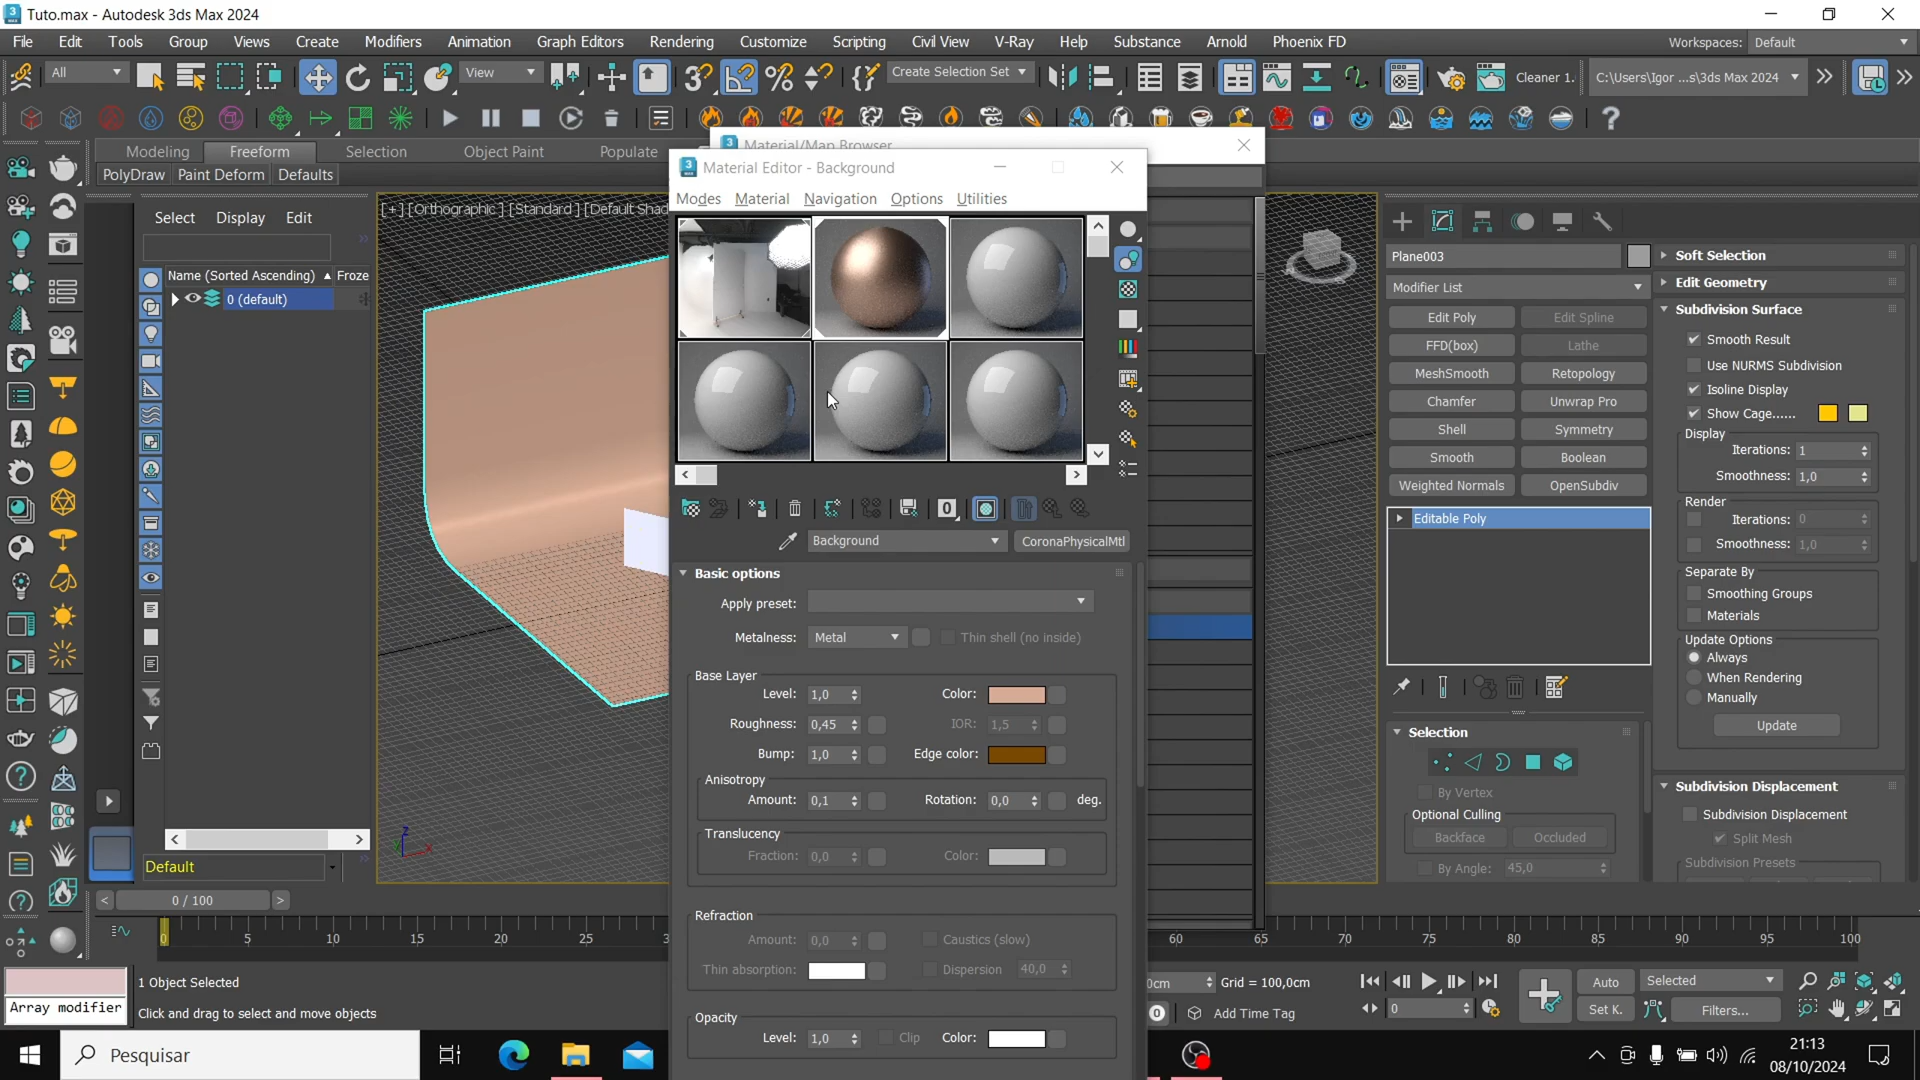 Tuto.max - Autodesk 3ds Max 2024
File Edit Tools Group Views Create Modifiers Animation Graph Editors Rendering Customize Scripting Civil View V-Ray Help Substance Arnold Phoenix FD Workspaces: Default
All View Create Selection Set Cleaner 1. C:\Users\Igor ...s\3ds Max 2024
Modeling Freeform Selection Object Paint Populate
PolyDraw Paint Deform Defaults
Material/Map Browser
Material Editor - Background
Modes Material Navigation Options Utilities
Select Display Edit
[+] [Orthographic ] [Standard ] [Default Shad
Name (Sorted Ascending) Froze
0 (default)
Default
0 / 100
Background CoronaPhysicalMtl
Basic options
Apply preset:
Metalness: Metal Thin shell (no inside)
Base Layer
Level: 1,0 Color:
Roughness: 0,45 IOR: 1,5
Bump: 1,0 Edge color:
Anisotropy
Amount: 0,1 Rotation: 0,0 deg.
Translucency
Fraction: 0,0 Color:
Refraction
Amount: 0,0 Caustics (slow)
Thin absorption: Dispersion 40,0
Opacity
Level: 1,0 Clip Color:
Plane003
Modifier List
Edit Poly Edit Spline
FFD(box) Lathe
MeshSmooth Retopology
Chamfer Unwrap Pro
Shell Symmetry
Smooth Boolean
Weighted Normals OpenSubdiv
Editable Poly
Selection
By Vertex
Optional Culling
Backface Occluded
By Angle: 45,0
Soft Selection
Edit Geometry
Subdivision Surface
Smooth Result
Use NURMS Subdivision
Isoline Display
Show Cage......
Display
Iterations: 1
Smoothness: 1,0
Render
Iterations: 0
Smoothness: 1,0
Separate By
Smoothing Groups
Materials
Update Options
Always
When Rendering
Manually
Update
Subdivision Displacement
Subdivision Displacement
Split Mesh
Subdivision Presets
0 5 10 15 20 25 3 60 65 70 75 80 85 90 95 100
Array modifier
1 Object Selected
Click and drag to select and move objects
0cm Grid = 100,0cm
Add Time Tag
0
Auto Selected
Set K. Filters...
Pesquisar
21:13
08/10/2024